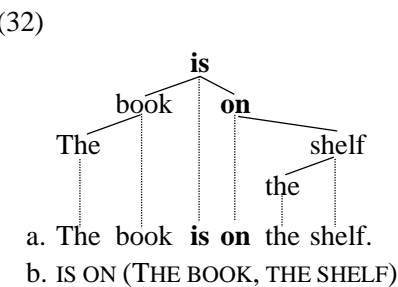 (32)
is
book on
The shelf
the
a. The book is on the shelf.
b. IS ON (THE BOOK, THE SHELF)